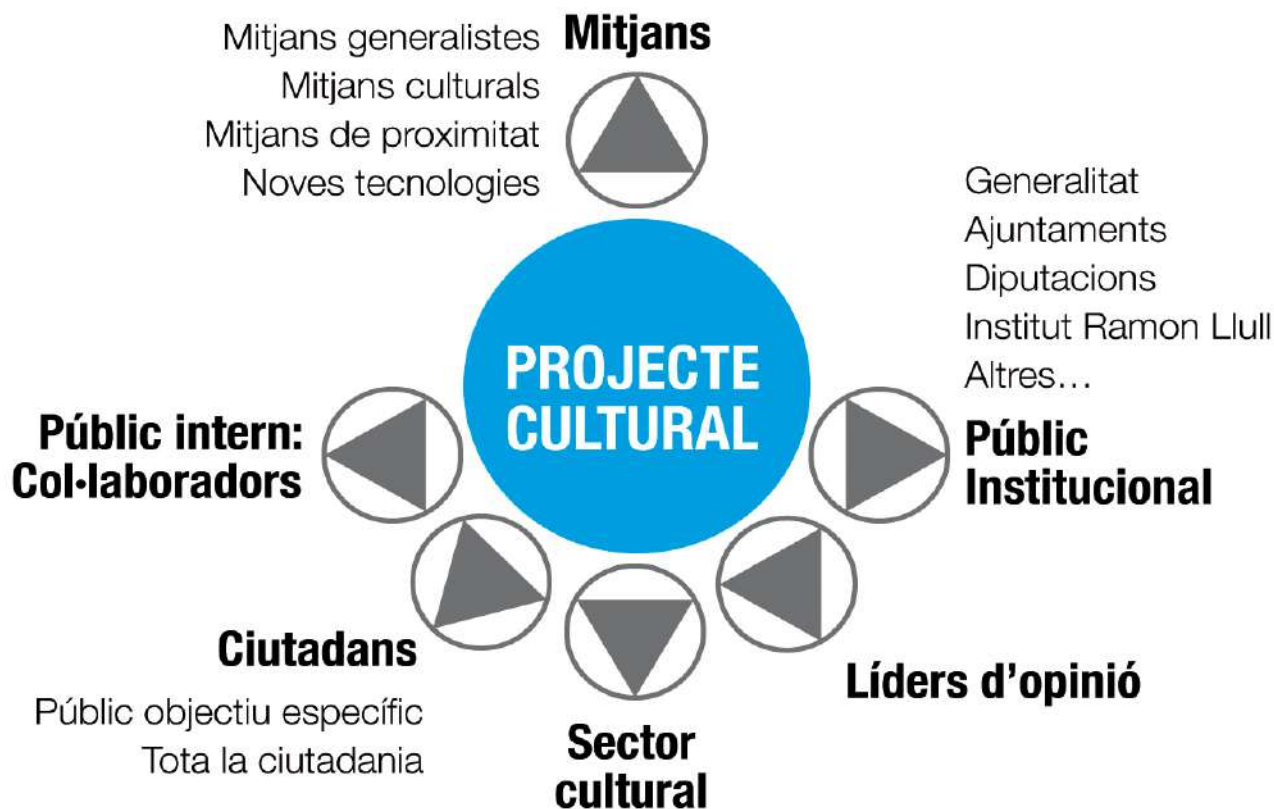 Mitjans
Mitjans generalistes
Mitjans culturals
Mitjans de proximitat
Noves tecnologies
Generalitat
Ajuntaments
Diputacions
Institut Ramon Llull
Altres…
Públic
Institucional
PROJECTE
CULTURAL
Públic intern:
Col·laboradors
Ciutadans
Públic objectiu específic
Tota la ciutadania
Sector
cultural
Líders d’opinió